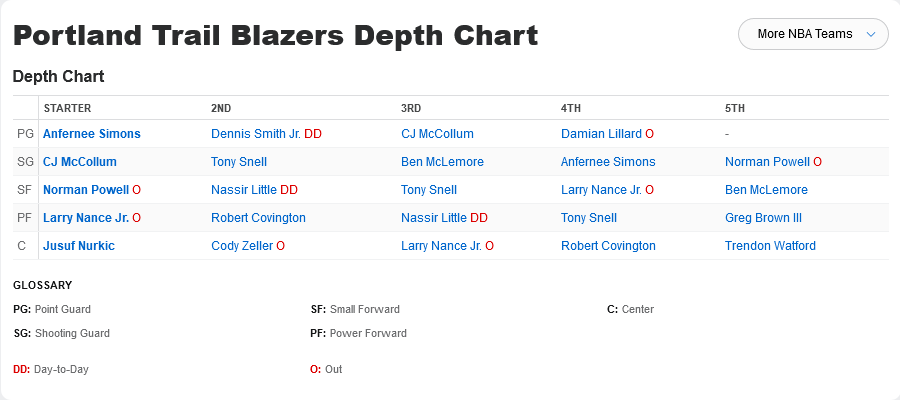 Portland Trail Blazers Depth Chart
More NBA Teams
Depth Chart
STARTER 2ND 3RD 4TH 5TH
PG Anfernee Simons Dennis Smith Jr. DD CJ McCollum Damian Lillard O -
SG CJ McCollum Tony Snell Ben McLemore Anfernee Simons Norman Powell O
SF Norman Powell O Nassir Little DD Tony Snell Larry Nance Jr. O Ben McLemore
PF Larry Nance Jr. O Robert Covington Nassir Little DD Tony Snell Greg Brown III
C Jusuf Nurkic Cody Zeller O Larry Nance Jr. O Robert Covington Trendon Watford
GLOSSARY
PG: Point Guard SF: Small Forward C: Center
SG: Shooting Guard PF: Power Forward
DD: Day-to-Day O: Out